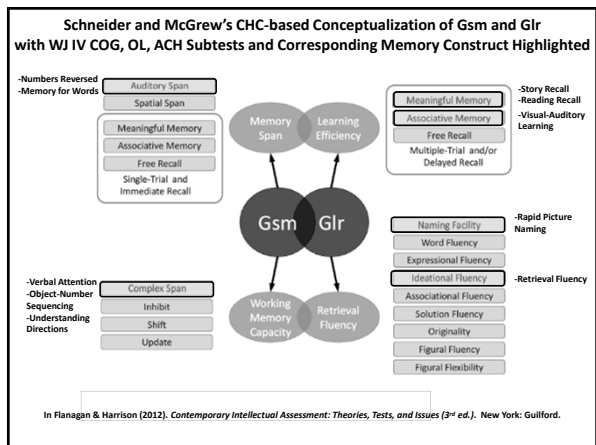 Schneider and McGrew's CHC-based Conceptualization of Gsm and Glr
with WJ IV COG, OL, ACH Subtests and Corresponding Memory Construct Highlighted
-Numbers Reversed
-Memory for Words
Auditory Span
Spatial Span
Meaningful Memory
Associative Memory
Free Recall
Single-Trial and
Immediate Recall
Memory
Span
Learning
Efficiency
Meaningful Memory
Associative Memory
Free Recall
Multiple-Trial and/or
Delayed Recall
-Story Recall
-Reading Recall
-Visual-Auditory
Learning
Gsm
Glr
-Verbal Attention
-Object-Number
Sequencing
-Understanding
Directions
Complex Span
Inhibit
Shift
Update
Working
Memory
Capacity
Retrieval
Fluency
Naming Facility
Word Fluency
Expressional Fluency
Ideational Fluency
Associational Fluency
Solution Fluency
Originality
Figural Fluency
Figural Flexibility
-Rapid Picture
Naming
-Retrieval Fluency
In Flanagan & Harrison (2012). Contemporary Intellectual Assessment: Theories, Tests, and Issues (3rd ed.). New York: Guilford.